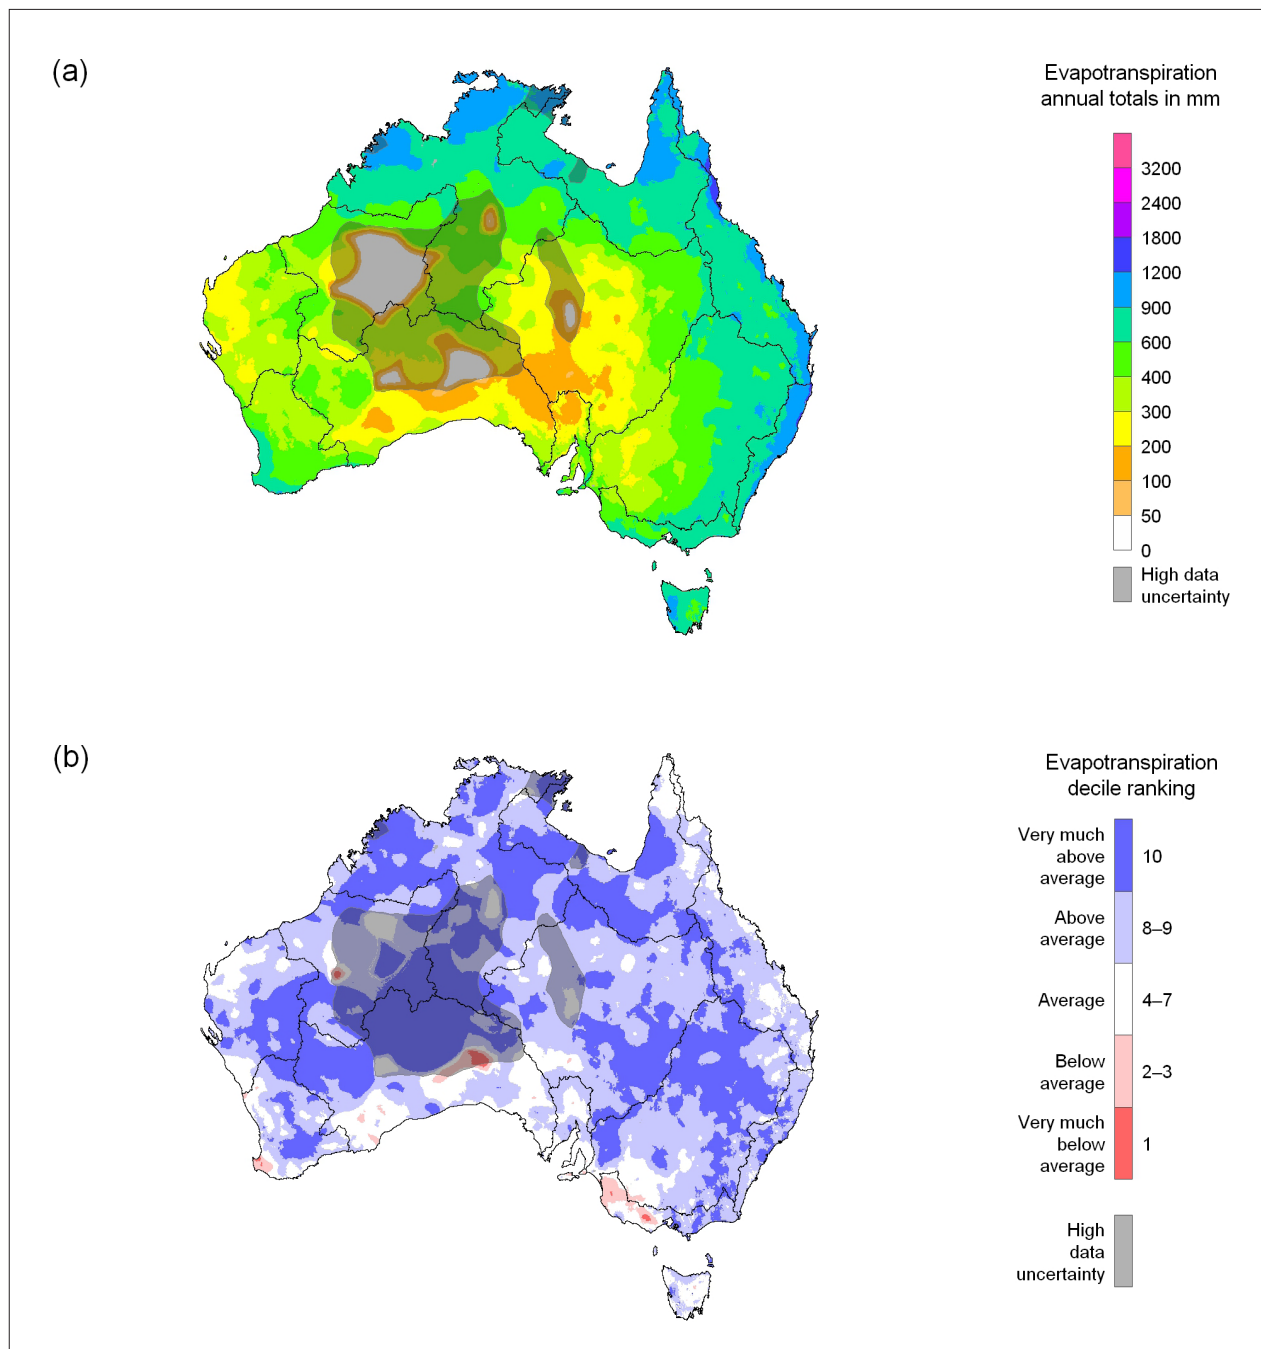 (a)
Evapotranspiration
annual totals in mm
3200
2400
1800
1200
900
600
400
300
200
100
50
0
High data
uncertainty
(b)
Evapotranspiration
decile ranking
Very much
above
average
10
Above
average
8–9
Average
4–7
Below
average
2–3
Very much
below
average
1
High
data
uncertainty